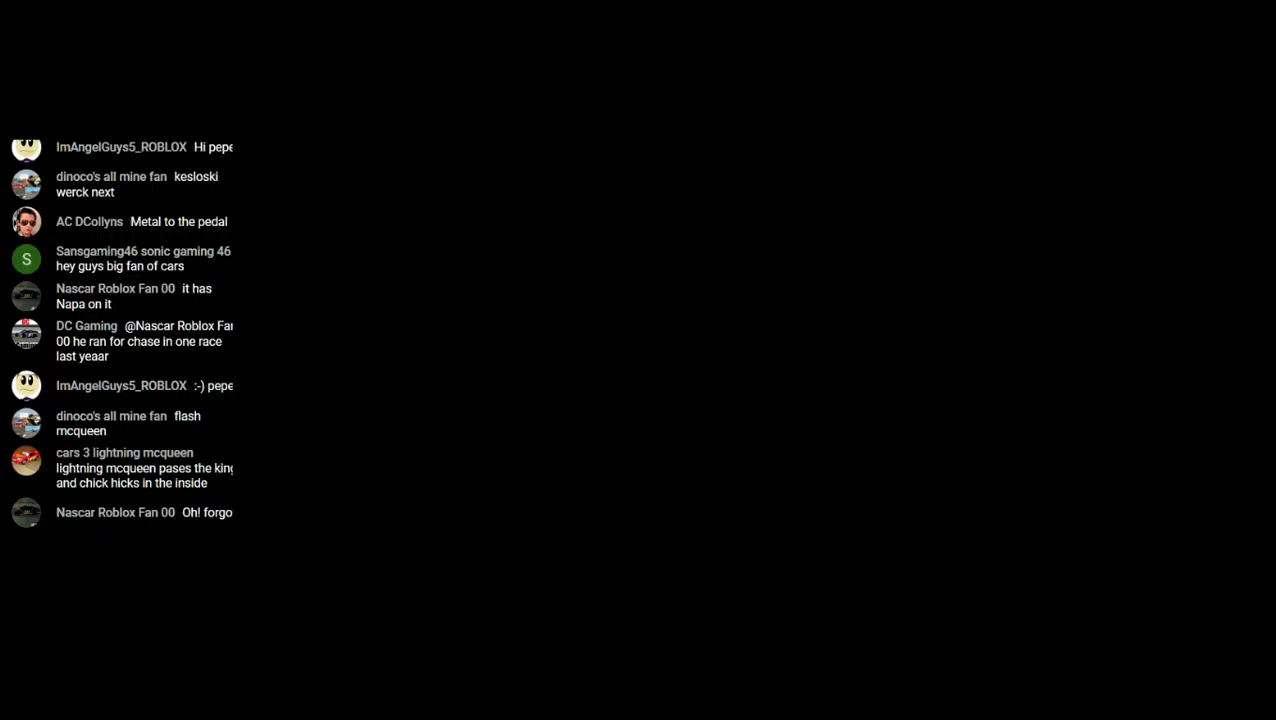 ImAngelGuys5_ROBLOX Hi pepe
dinoco's all mine fan kesloski
werck next
AC DCollyns Metal to the pedal
S
Sansgaming46 sonic gaming 46
hey guys big fan of cars
Nascar Roblox Fan 00 it has
Napa on it
DC Gaming @Nascar Roblox Fan
00 he ran for chase in one race
last yeaar
ImAngelGuys5_ROBLOX :-) pepe
dinoco's all mine fan flash
mcqueen
cars 3 lightning mcqueen
lightning mcqueen pases the king
and chick hicks in the inside
Nascar Roblox Fan 00 Oh! forgo